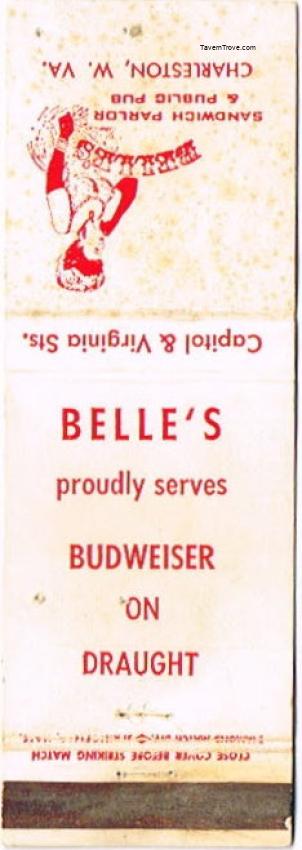 TavernTrove.com
CHARLESTON, W. VA.
& PUBLIC PUB
SANDWICH PARLOR
BELLE'S
Capitol & Virginia Sts.
BELLE'S
proudly serves
BUDWEISER
ON
DRAUGHT
CLOSE COVER BEFORE STRIKING MATCH